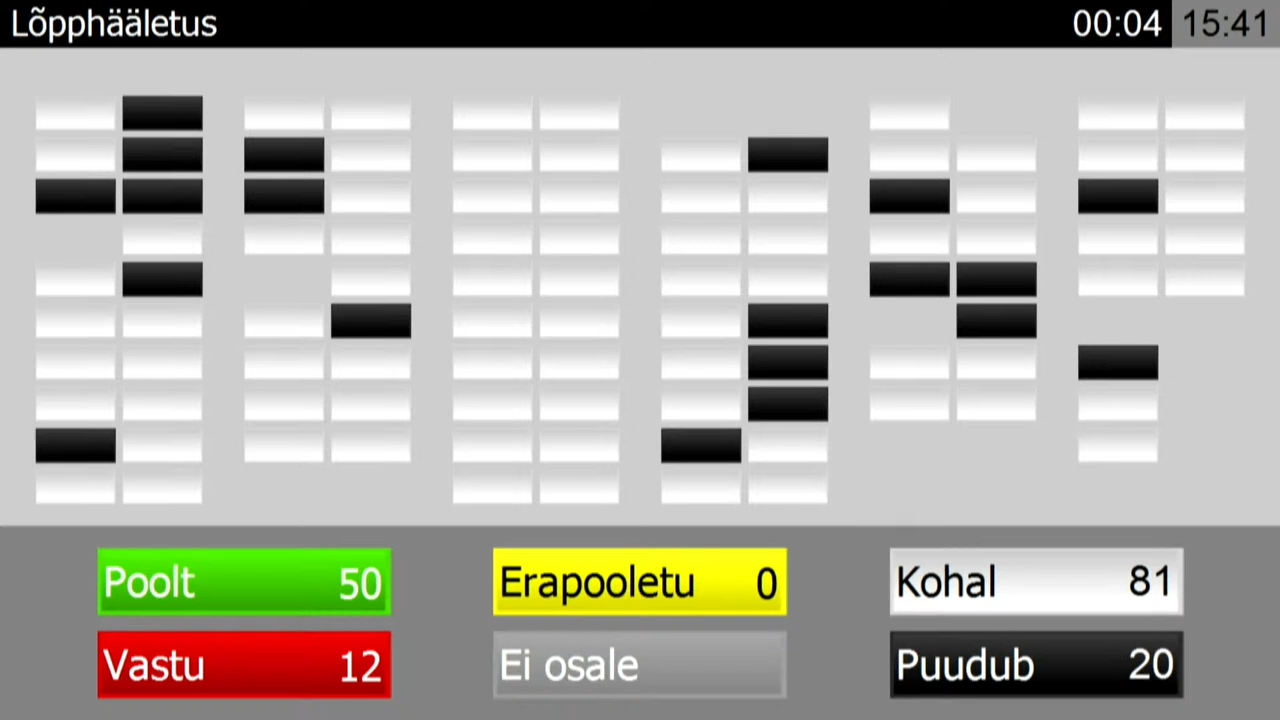 Lõpphääletus 00:04 15:41
Poolt 50 Erapooletu 0 Kohal 81
Vastu 12 Ei osale Puudub 20